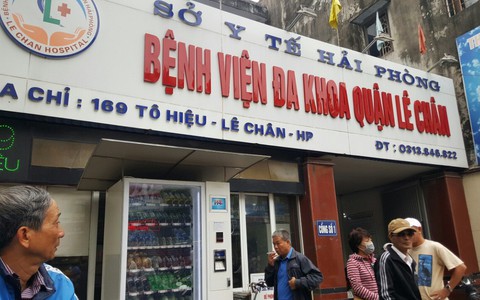 SỞ Y TẾ HẢI PHÒNG
BỆNH VIỆN ĐA KHOA QUẬN LÊ CHÂN
A CHỈ : 169 TÔ HIỆU - LÊ CHÂN - HP
ĐT : 0313.846.822
LE CHAN HOSPITAL
CỔNG SỐ 1